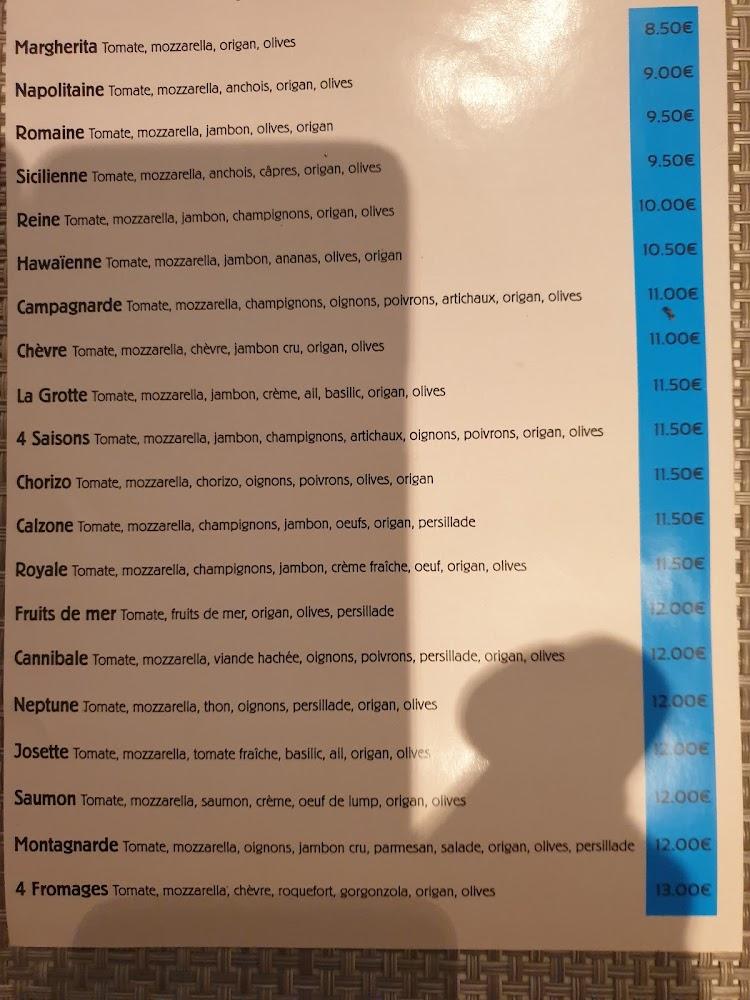 Margherita Tomate, mozzarella, origan, olives 8.50€
Napolitaine Tomate, mozzarella, anchois, origan, olives 9.00€
Romaine Tomate, mozzarella, jambon, olives, origan 9.50€
Sicilienne Tomate, mozzarella, anchois, câpres, origan, olives 9.50€
Reine Tomate, mozzarella, jambon, champignons, origan, olives 10.00€
Hawaïenne Tomate, mozzarella, jambon, ananas, olives, origan 10.50€
Campagnarde Tomate, mozzarella, champignons, oignons, poivrons, artichaux, origan, olives 11.00€
Chèvre Tomate, mozzarella, chèvre, jambon cru, origan, olives 11.00€
La Grotte Tomate, mozzarella, jambon, crème, ail, basilic, origan, olives 11.50€
4 Saisons Tomate, mozzarella, jambon, champignons, artichaux, oignons, poivrons, origan, olives 11.50€
Chorizo Tomate, mozzarella, chorizo, oignons, poivrons, olives, origan 11.50€
Calzone Tomate, mozzarella, champignons, jambon, oeufs, origan, persillade 11.50€
Royale Tomate, mozzarella, champignons, jambon, crème fraîche, oeuf, origan, olives 11.50€
Fruits de mer Tomate, fruits de mer, origan, olives, persillade 12.00€
Cannibale Tomate, mozzarella, viande hachée, oignons, poivrons, persillade, origan, olives 12.00€
Neptune Tomate, mozzarella, thon, oignons, persillade, origan, olives 12.00€
Josette Tomate, mozzarella, tomate fraîche, basilic, ail, origan, olives 12.00€
Saumon Tomate, mozzarella, saumon, crème, oeuf de lump, origan, olives 12.00€
Montagnarde Tomate, mozzarella, oignons, jambon cru, parmesan, salade, origan, olives, persillade 12.00€
4 Fromages Tomate, mozzarella, chèvre, roquefort, gorgonzola, origan, olives 13.00€